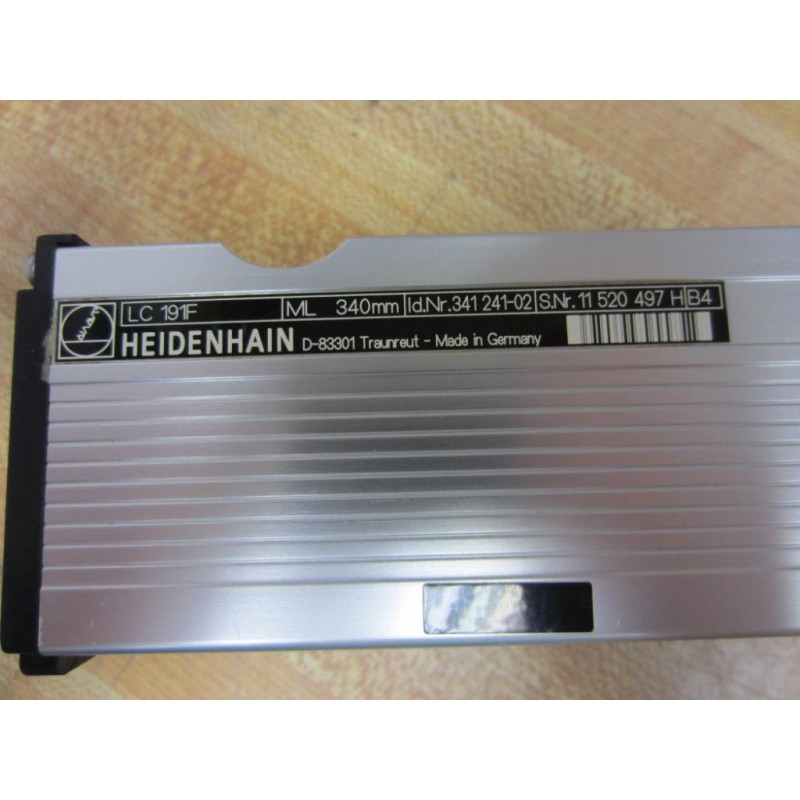 LC 191F ML 340mm Id.Nr. 341 241-02 S.Nr. 11 520 497 H B4
HEIDENHAIN D-83301 Traunreut - Made in Germany